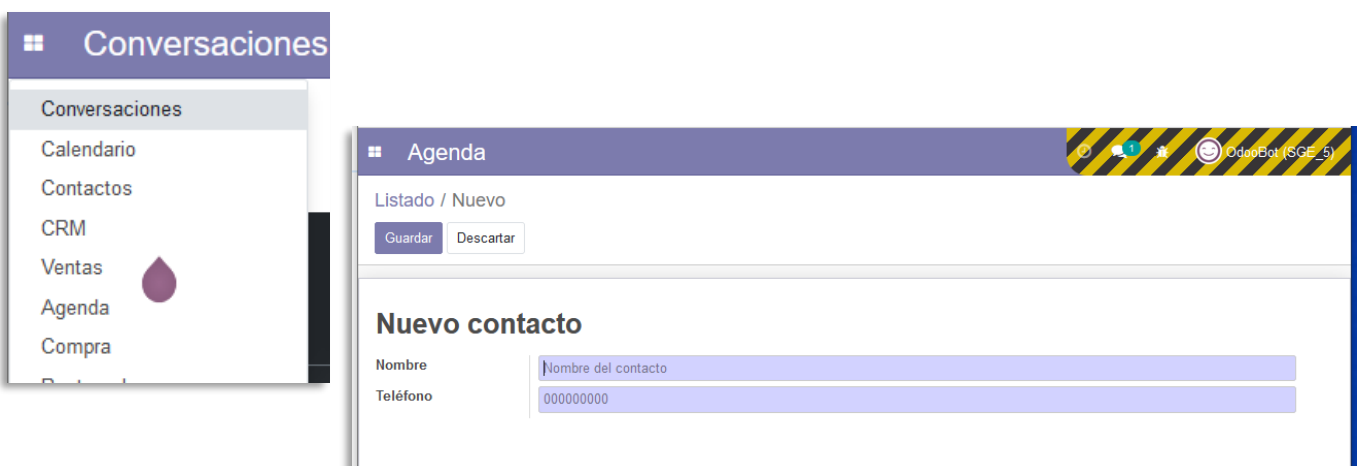 Conversaciones
Conversaciones
Calendario
Contactos
CRM
Ventas
Agenda
Compra
Agenda
1
OdooBot (SGE_5)
Listado / Nuevo
Guardar Descartar
Nuevo contacto
Nombre Nombre del contacto
Teléfono 000000000